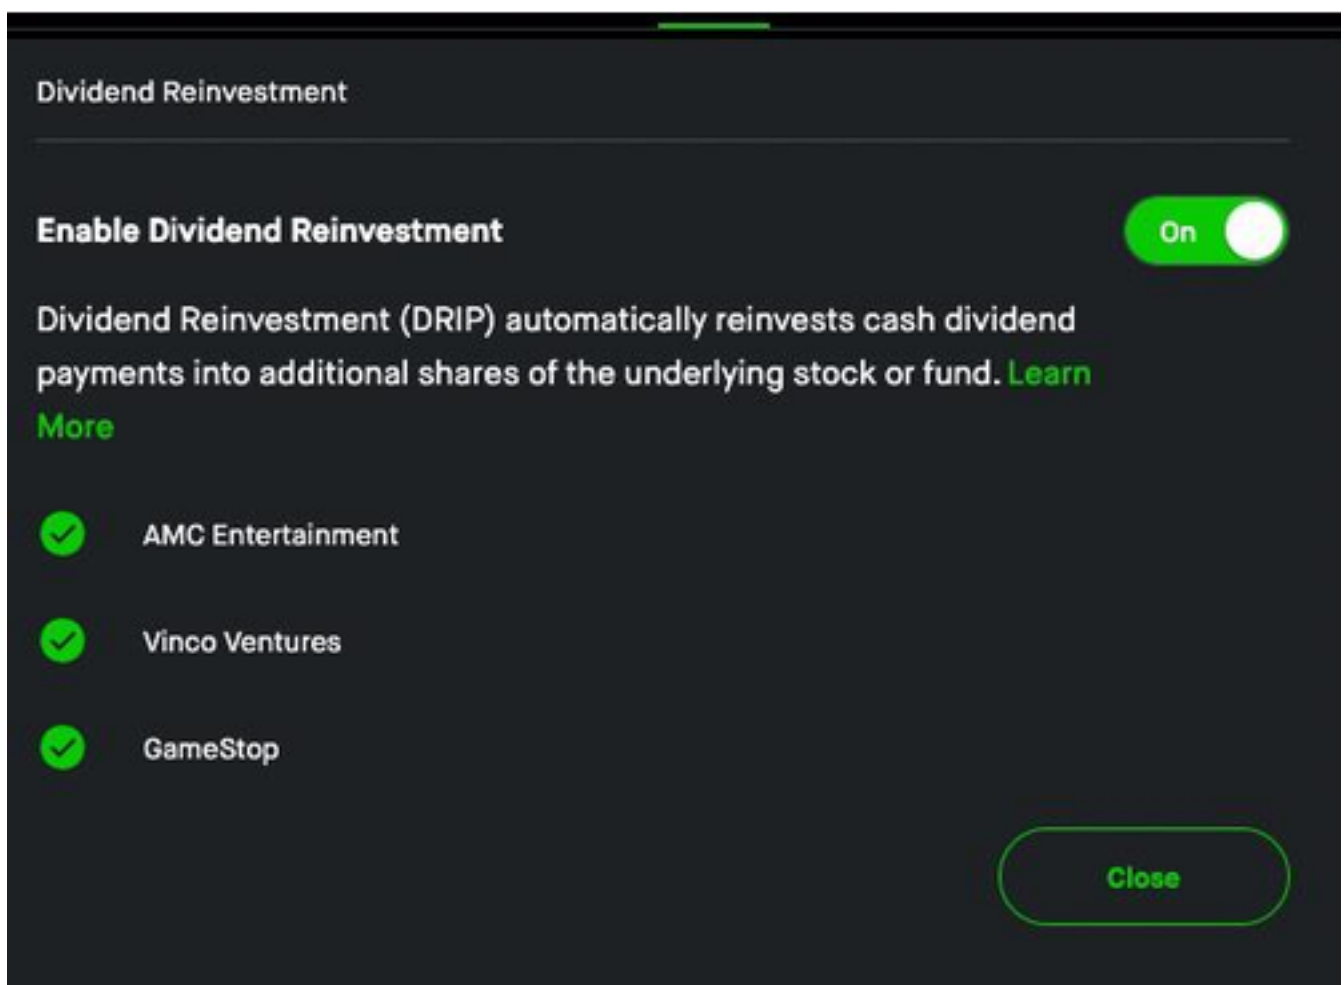 Dividend Reinvestment
Enable Dividend Reinvestment
On
Dividend Reinvestment (DRIP) automatically reinvests cash dividend
payments into additional shares of the underlying stock or fund. Learn
More
AMC Entertainment
Vinco Ventures
GameStop
Close